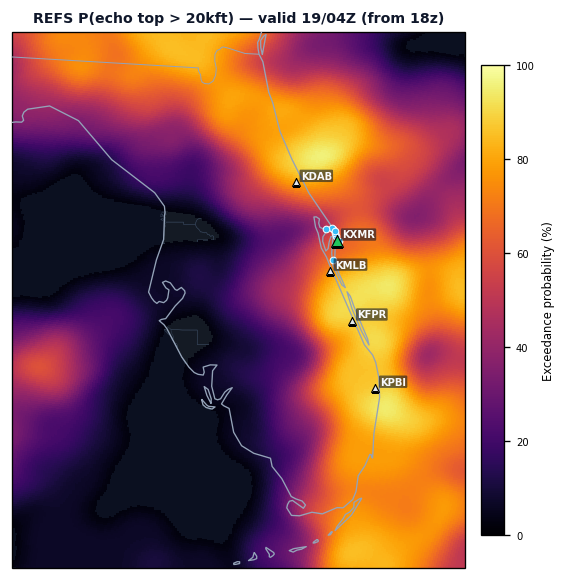 REFS P(echo top > 20kft) — valid 19/04Z (from 18z)
KDAB
KXMR
KMLB
KFPR
KPBI
100
80
60
40
20
0
Exceedance probability (%)